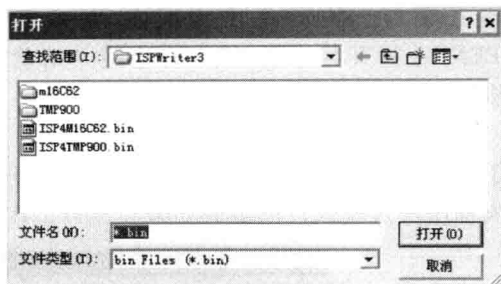 打开
查找范围(I): ISPWriter3
m16C62
TMP900
ISP4M16C62.bin
ISP4TMP900.bin
文件名(N): *.bin 打开(O)
文件类型(T): bin Files (*.bin) 取消